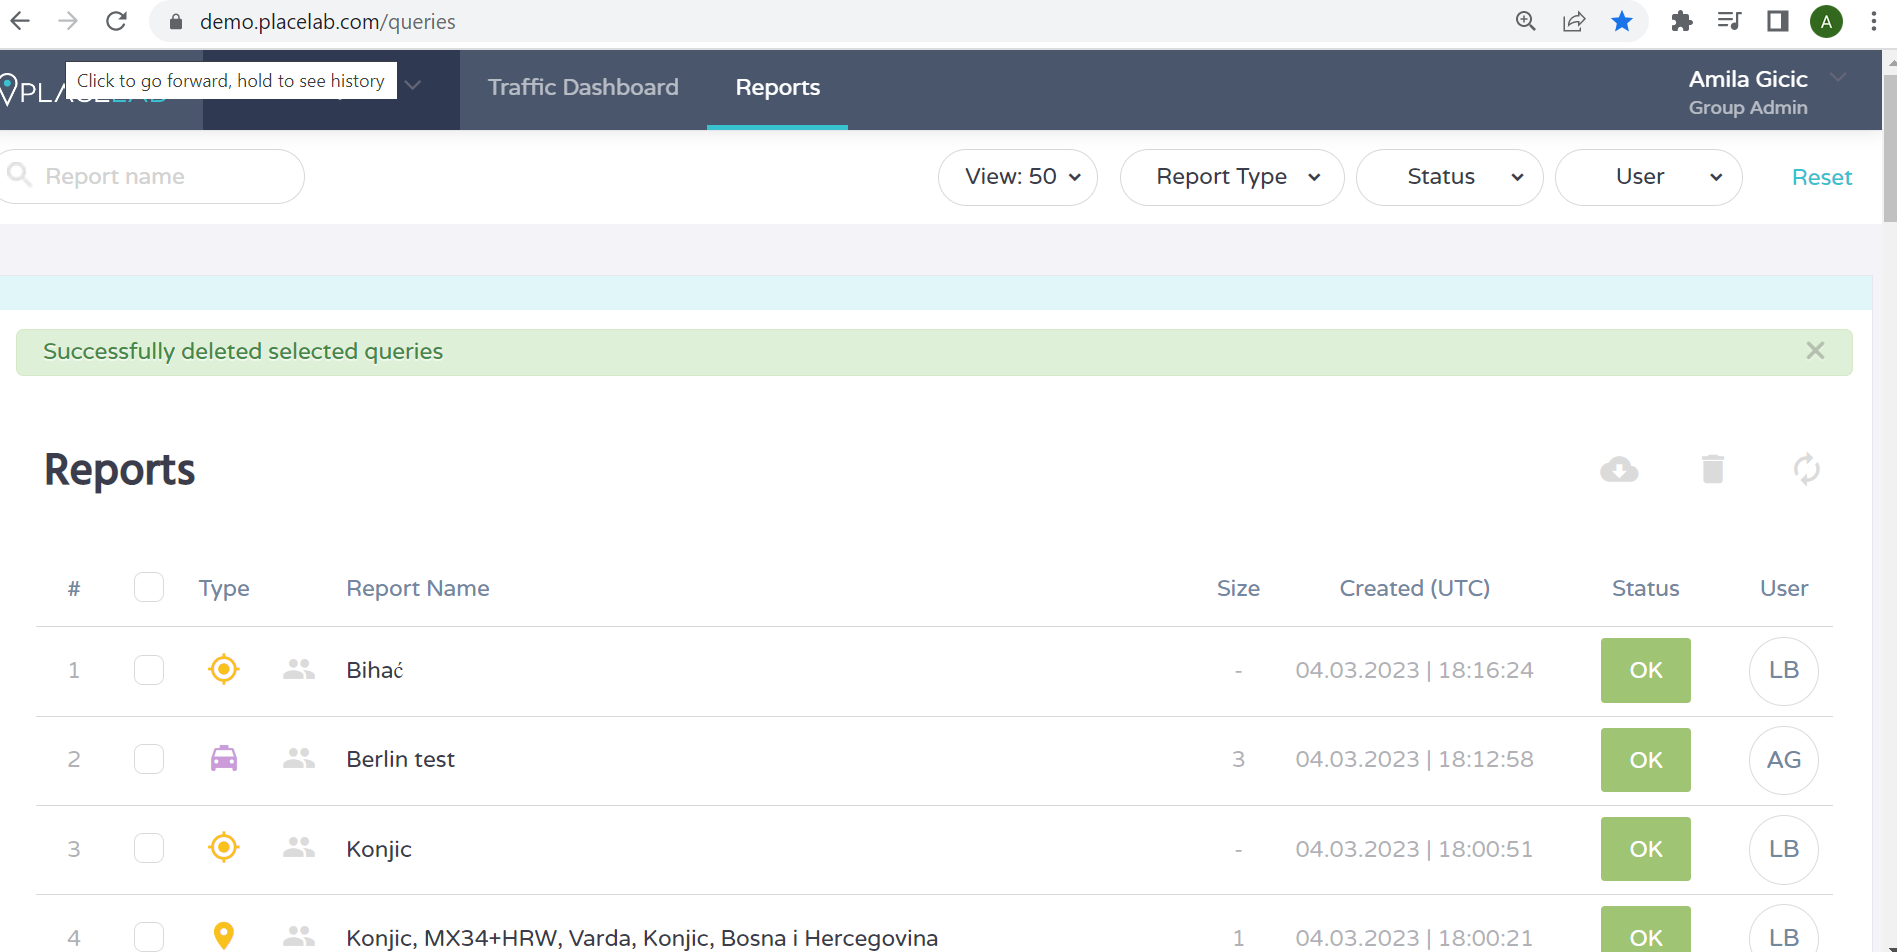 demo.placelab.com/queries
A
Click to go forward, hold to see history
PLACELAB
Traffic Dashboard
Reports
Amila Gicic
Group Admin
Report name
View: 50
Report Type
Status
User
Reset
Successfully deleted selected queries
Reports
# Type Report Name Size Created (UTC) Status User
1 Bihać - 04.03.2023 | 18:16:24 OK LB
2 Berlin test 3 04.03.2023 | 18:12:58 OK AG
3 Konjic - 04.03.2023 | 18:00:51 OK LB
4 Konjic, MX34+HRW, Varda, Konjic, Bosna i Hercegovina 1 04.03.2023 | 18:00:21 OK LB